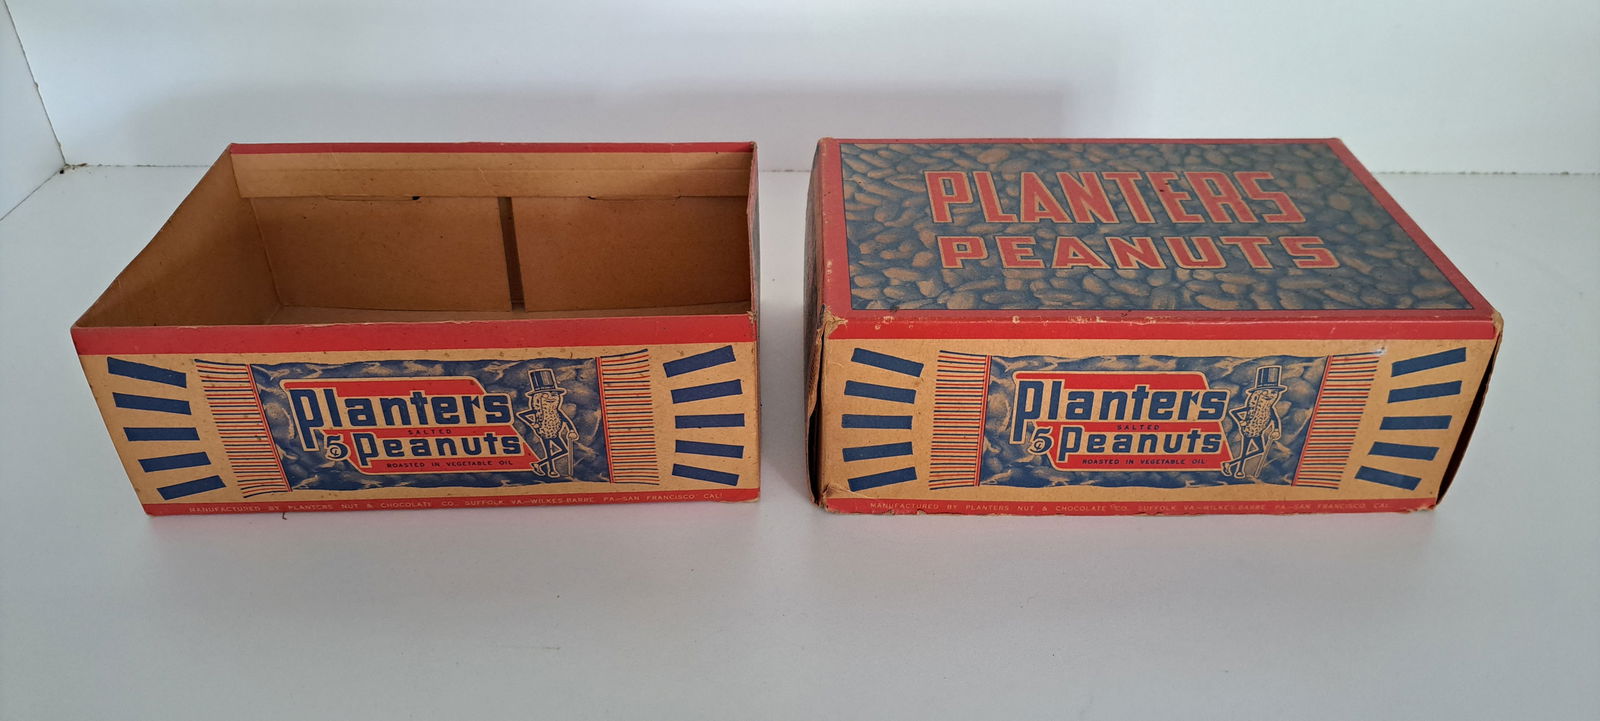 Planters
SALTED
5¢ Peanuts
ROASTED IN VEGETABLE OIL
MANUFACTURED BY PLANTERS NUT & CHOCOLATE CO. SUFFOLK, VA.—WILKES-BARRE, PA.—SAN FRANCISCO, CAL.
PLANTERS
PEANUTS
Planters
SALTED
5¢ Peanuts
ROASTED IN VEGETABLE OIL
MANUFACTURED BY PLANTERS NUT & CHOCOLATE CO. SUFFOLK, VA.—WILKES-BARRE, PA.—SAN FRANCISCO, CAL.